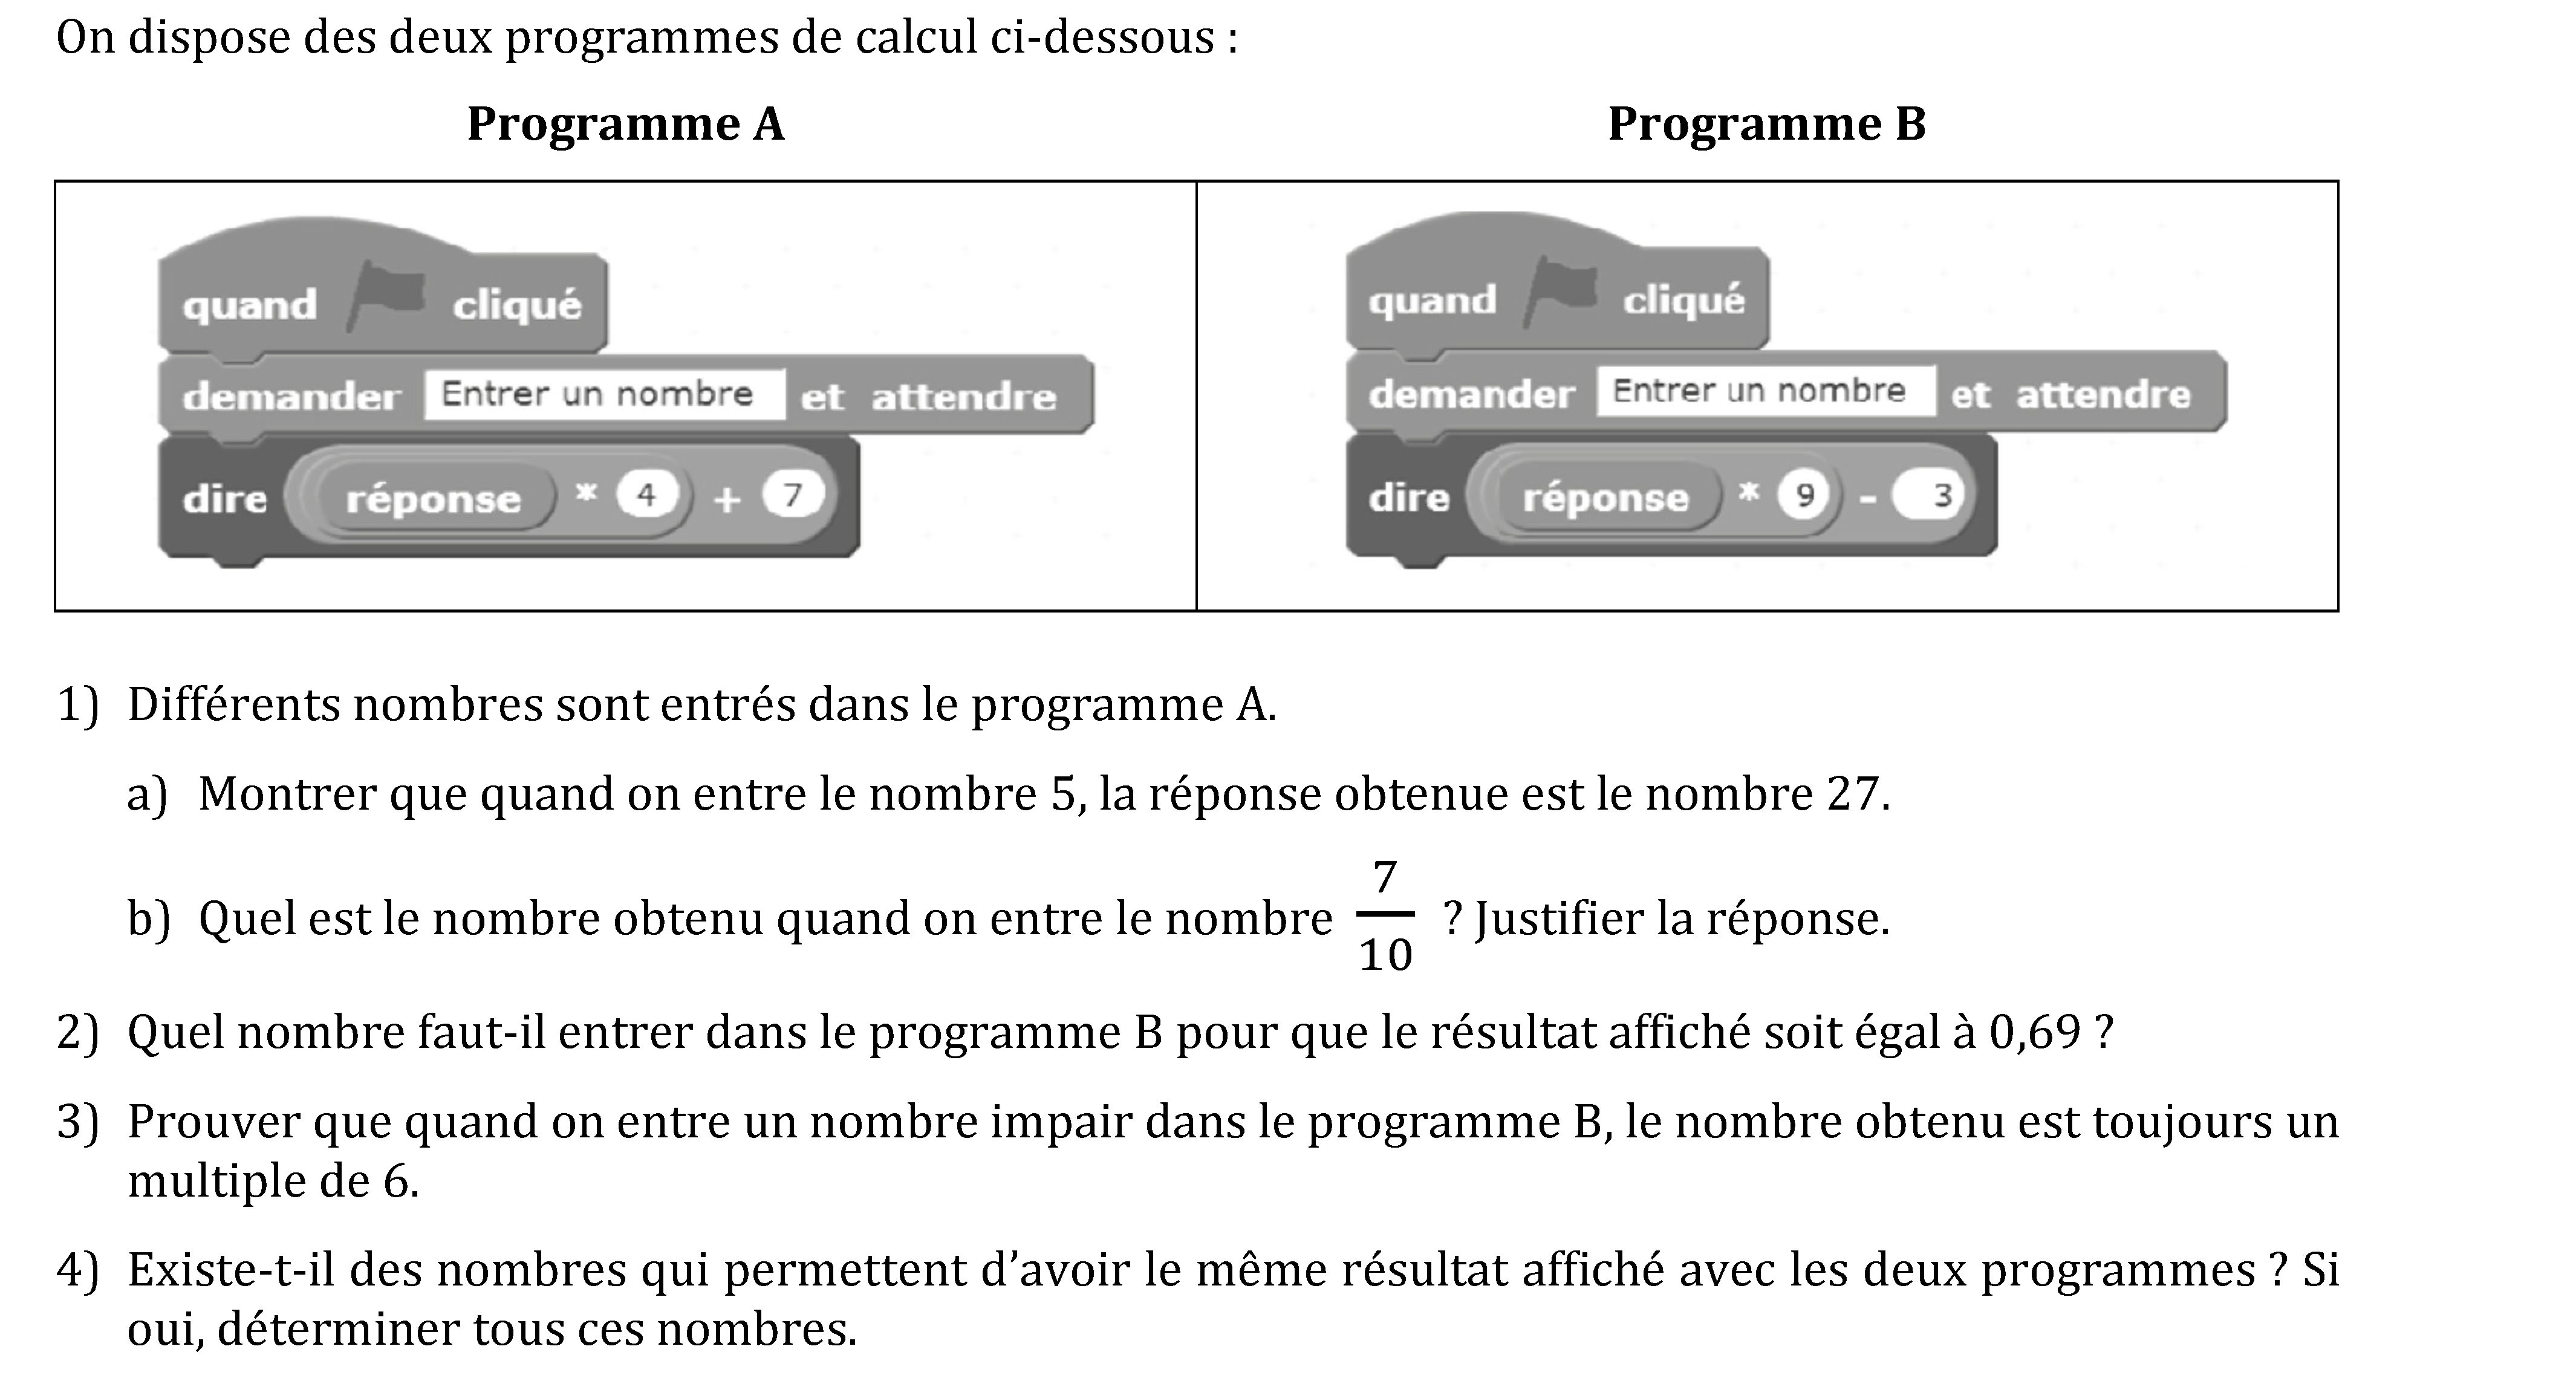 On dispose des deux programmes de calcul ci-dessous :
Programme A
Programme B
quand cliqué
demander Entrer un nombre et attendre
dire réponse * 4 + 7
quand cliqué
demander Entrer un nombre et attendre
dire réponse * 9 - 3
1) Différents nombres sont entrés dans le programme A.
a) Montrer que quand on entre le nombre 5, la réponse obtenue est le nombre 27.
b) Quel est le nombre obtenu quand on entre le nombre 7/10 ? Justifier la réponse.
2) Quel nombre faut-il entrer dans le programme B pour que le résultat affiché soit égal à 0,69 ?
3) Prouver que quand on entre un nombre impair dans le programme B, le nombre obtenu est toujours un
multiple de 6.
4) Existe-t-il des nombres qui permettent d’avoir le même résultat affiché avec les deux programmes ? Si
oui, déterminer tous ces nombres.